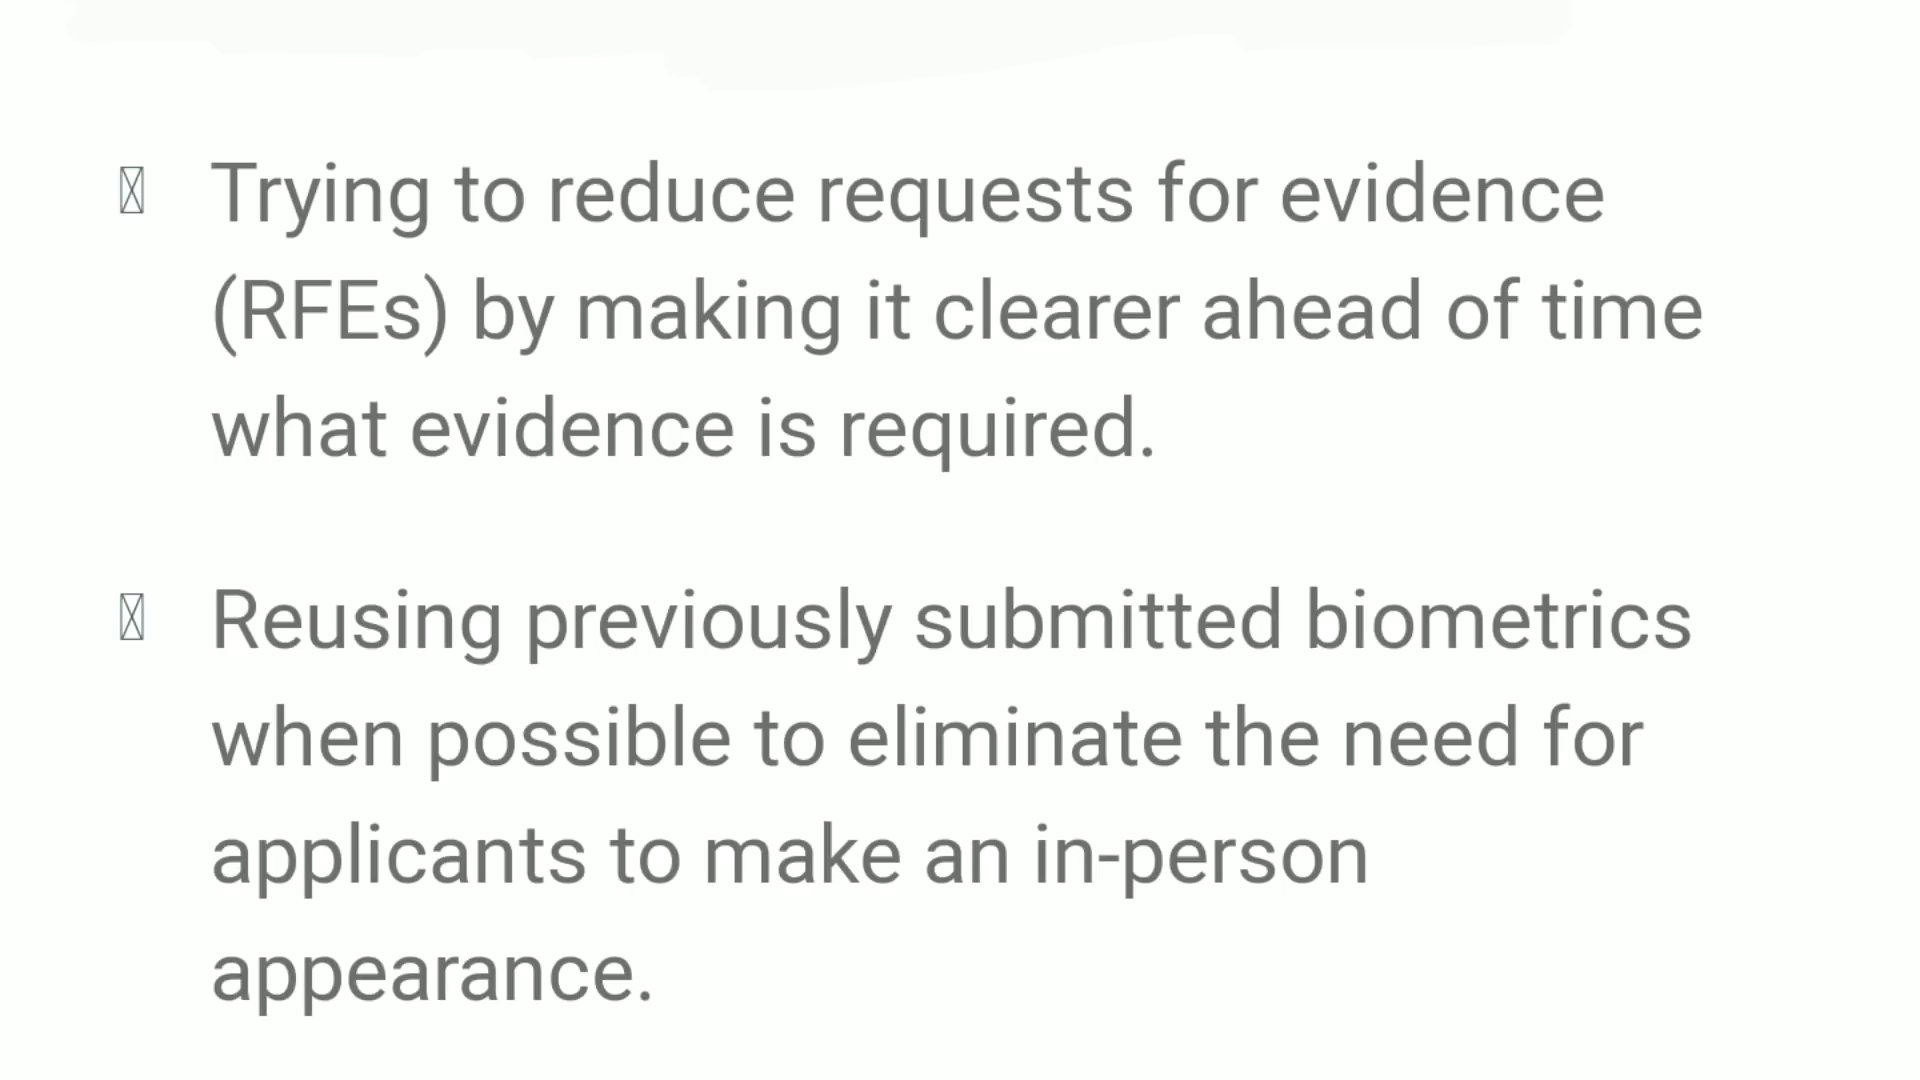 Trying to reduce requests for evidence
(RFEs) by making it clearer ahead of time
what evidence is required.
Reusing previously submitted biometrics
when possible to eliminate the need for
applicants to make an in-person
appearance.